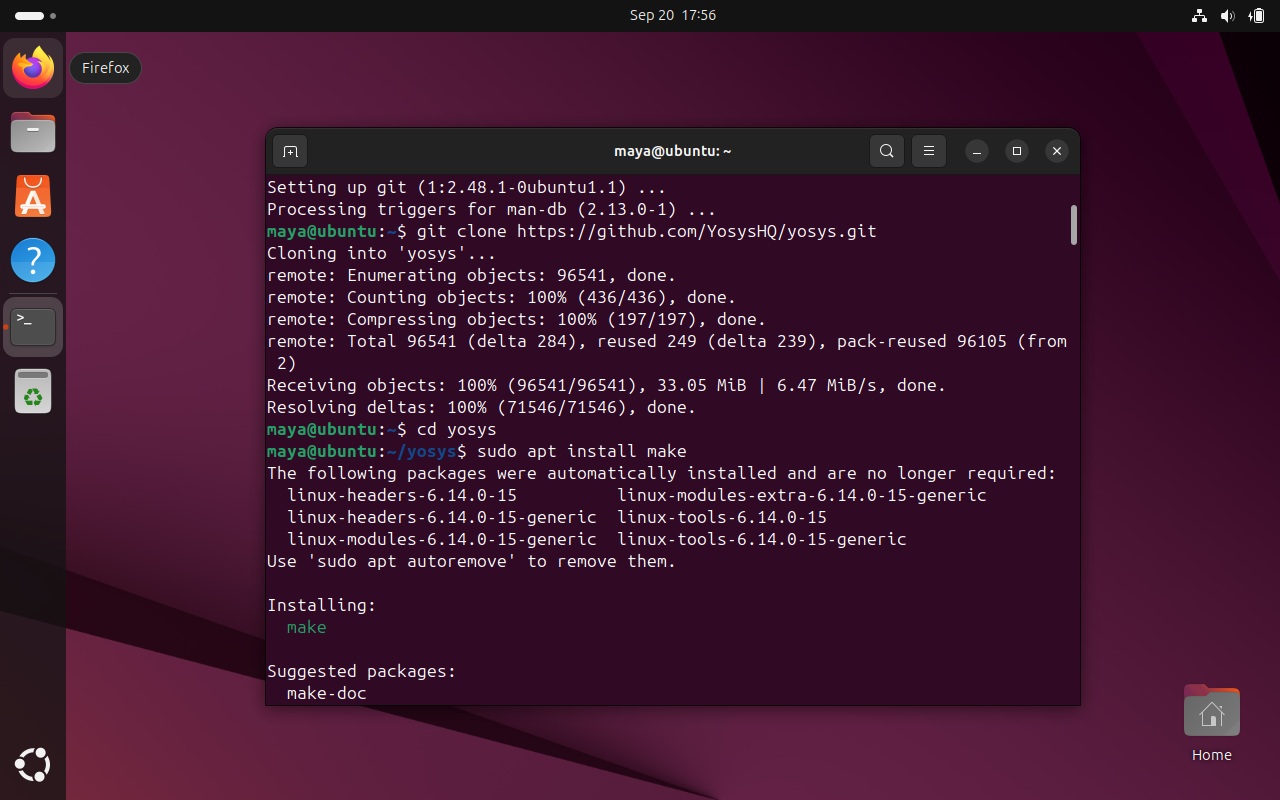 Sep 20 17:56
Firefox
maya@ubuntu: ~
Setting up git (1:2.48.1-0ubuntu1.1) ...
Processing triggers for man-db (2.13.0-1) ...
maya@ubuntu:~$ git clone https://github.com/YosysHQ/yosys.git
Cloning into 'yosys'...
remote: Enumerating objects: 96541, done.
remote: Counting objects: 100% (436/436), done.
remote: Compressing objects: 100% (197/197), done.
remote: Total 96541 (delta 284), reused 249 (delta 239), pack-reused 96105 (from
 2)
Receiving objects: 100% (96541/96541), 33.05 MiB | 6.47 MiB/s, done.
Resolving deltas: 100% (71546/71546), done.
maya@ubuntu:~$ cd yosys
maya@ubuntu:~/yosys$ sudo apt install make
The following packages were automatically installed and are no longer required:
  linux-headers-6.14.0-15          linux-modules-extra-6.14.0-15-generic
  linux-headers-6.14.0-15-generic  linux-tools-6.14.0-15
  linux-modules-6.14.0-15-generic  linux-tools-6.14.0-15-generic
Use 'sudo apt autoremove' to remove them.
Installing:
  make
Suggested packages:
  make-doc
Home